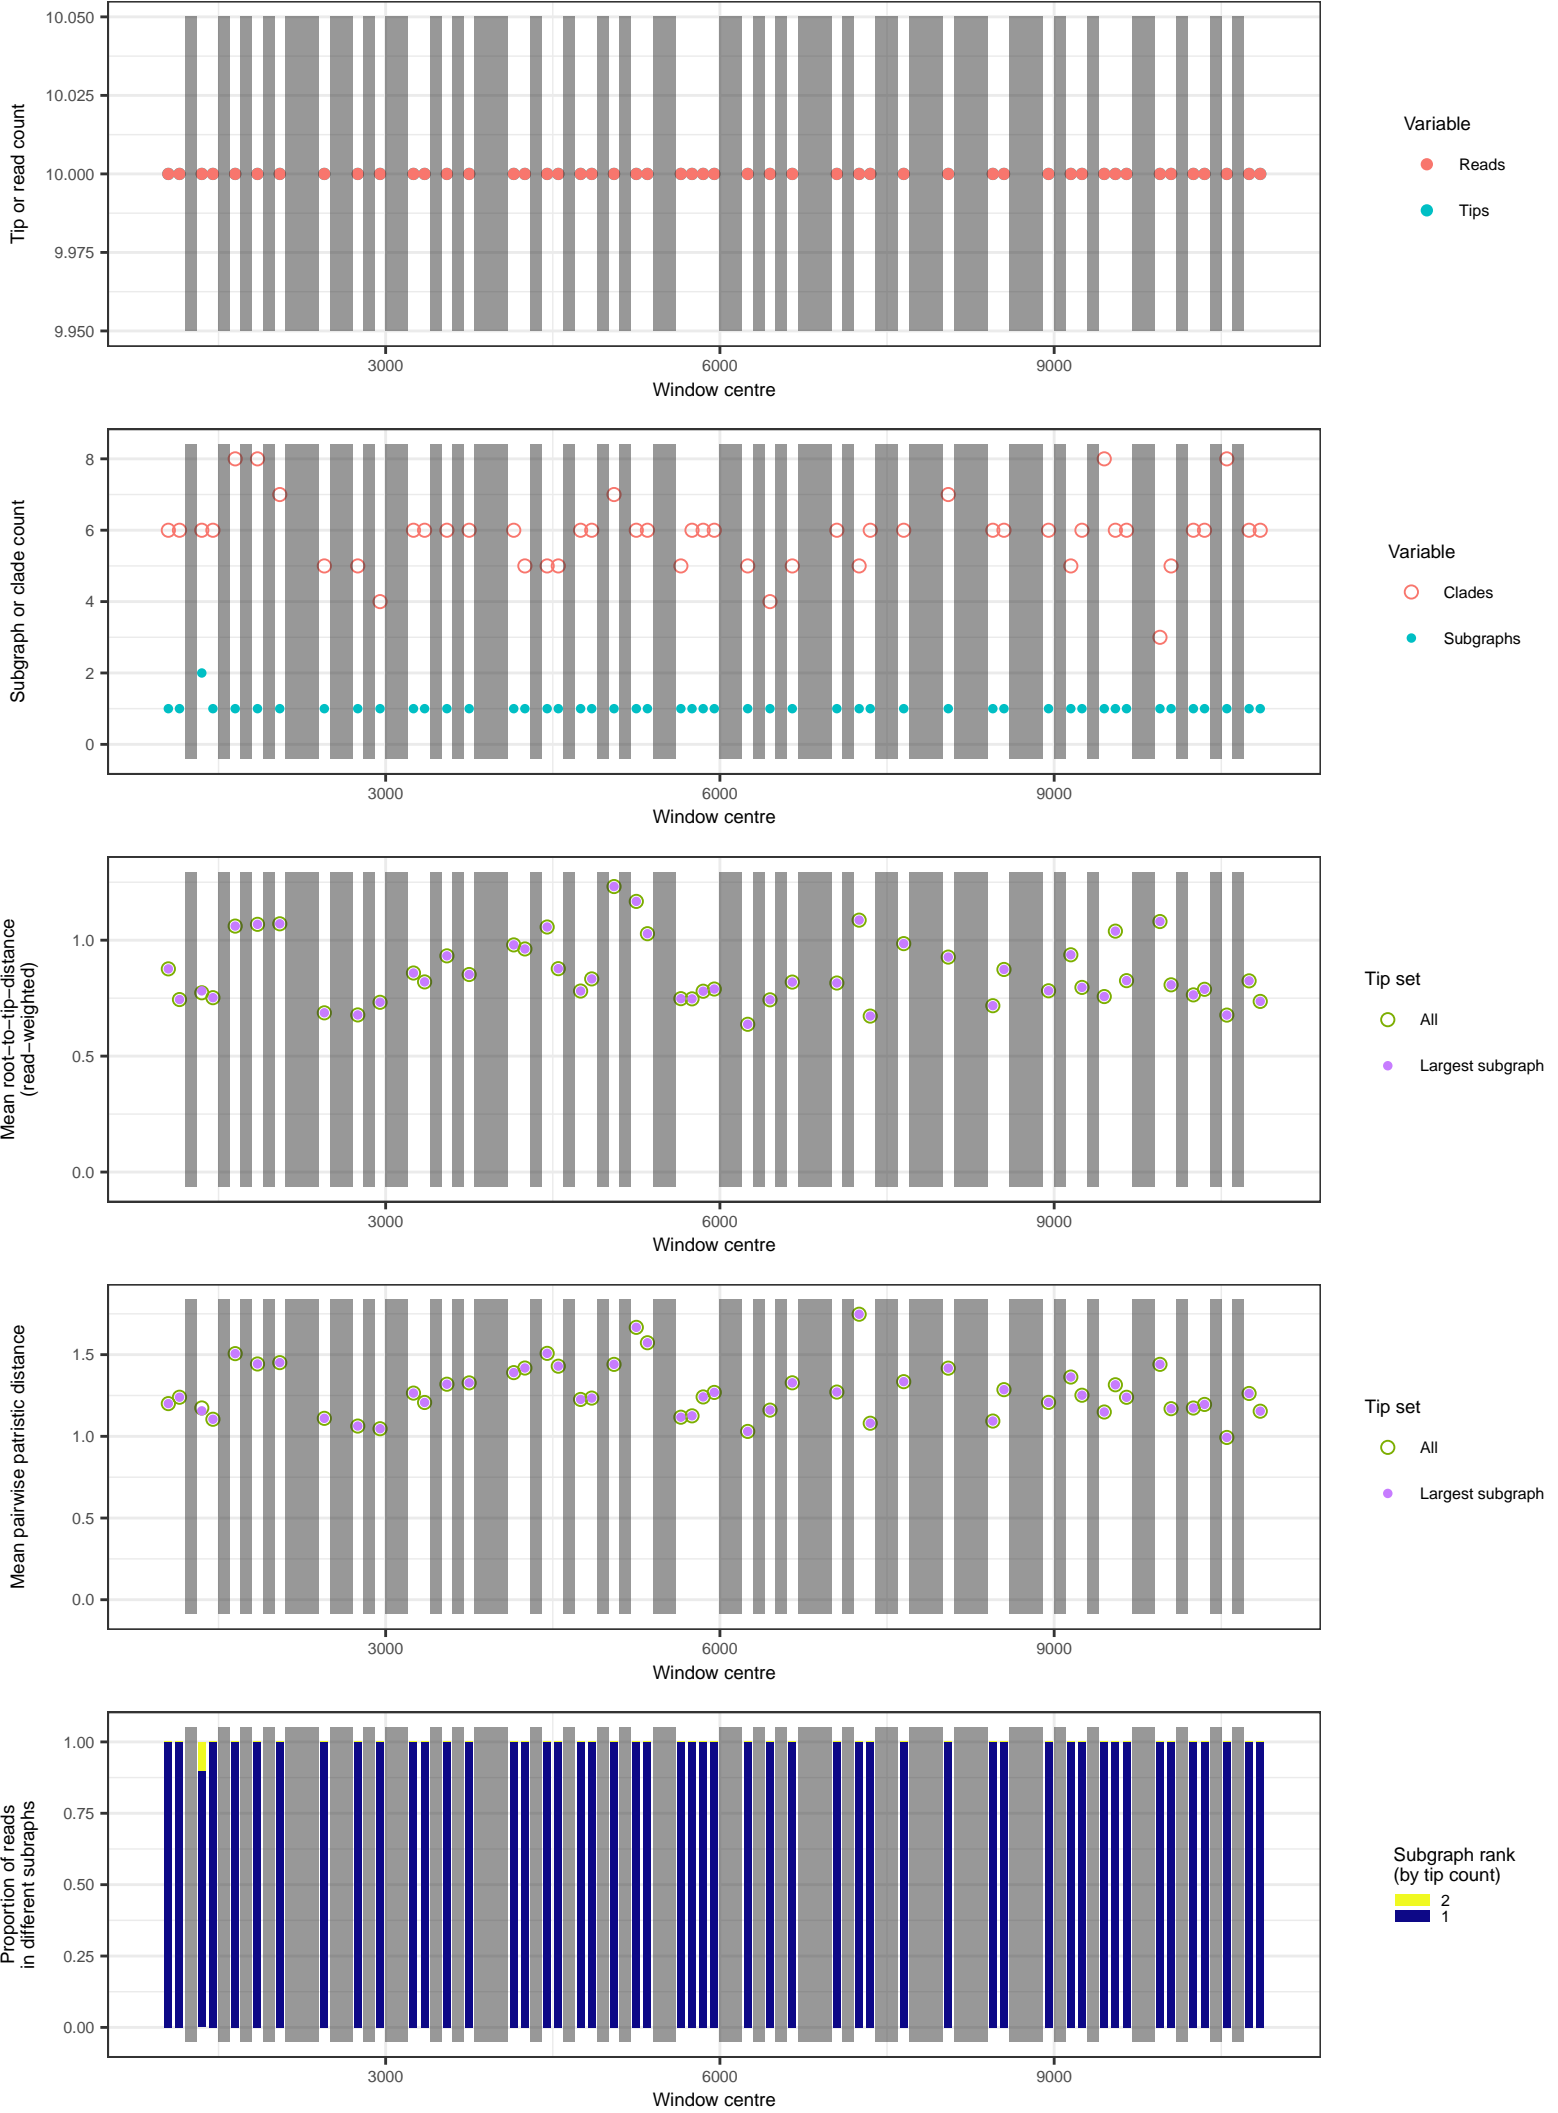 10.050
10.025
10.000
9.975
9.950
Tip or read count
3000
6000
9000
Window centre
Variable
Reads
Tips
8
6
4
2
0
Subgraph or clade count
3000
6000
9000
Window centre
Variable
Clades
Subgraphs
1.0
0.5
0.0
Mean root−to−tip−distance
(read−weighted)
3000
6000
9000
Window centre
Tip set
All
Largest subgraph
1.5
1.0
0.5
0.0
Mean pairwise patristic distance
3000
6000
9000
Window centre
Tip set
All
Largest subgraph
1.00
0.75
0.50
0.25
0.00
Proportion of reads
in different subraphs
3000
6000
9000
Window centre
Subgraph rank
(by tip count)
2
1